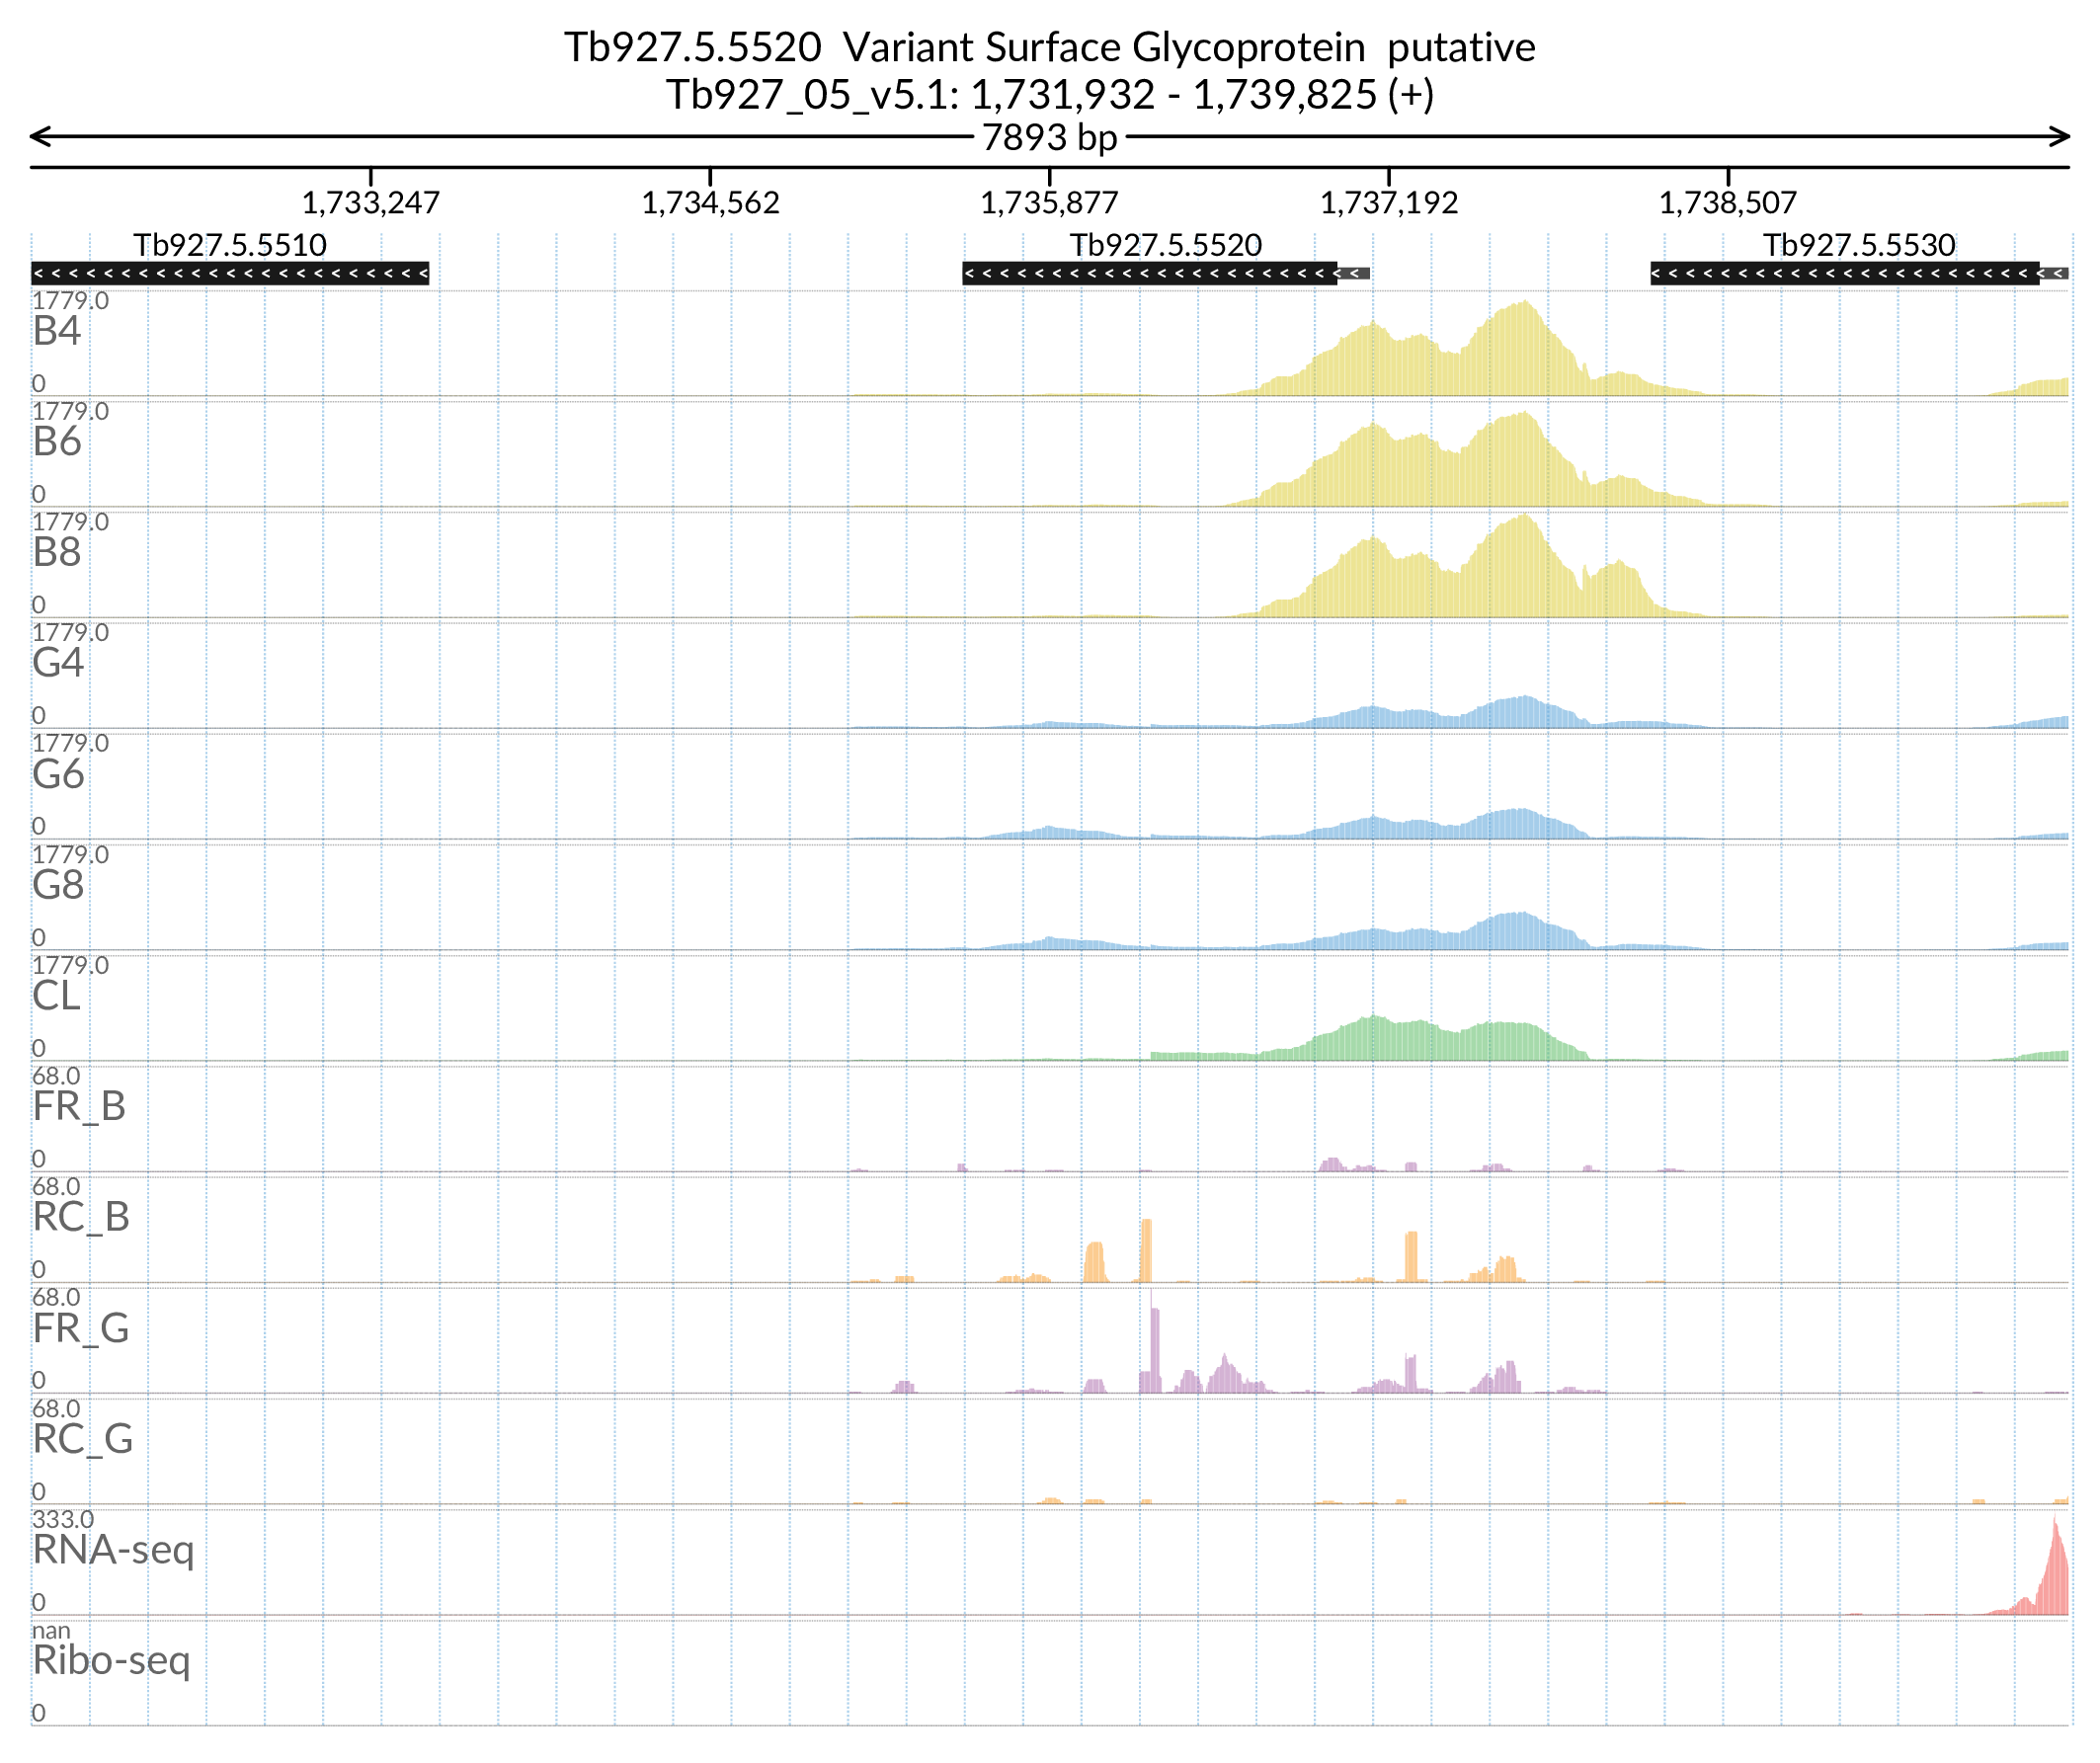 Tb927.5.5520  Variant Surface Glycoprotein  putative
Tb927_05_v5.1: 1,731,932 - 1,739,825 (+)
7893 bp
1,733,247 1,734,562 1,735,877 1,737,192 1,738,507
Tb927.5.5510 Tb927.5.5520 Tb927.5.5530
1779.0
B4
0
1779.0
B6
0
1779.0
B8
0
1779.0
G4
0
1779.0
G6
0
1779.0
G8
0
1779.0
CL
0
68.0
FR_B
0
68.0
RC_B
0
68.0
FR_G
0
68.0
RC_G
0
333.0
RNA-seq
0
nan
Ribo-seq
0